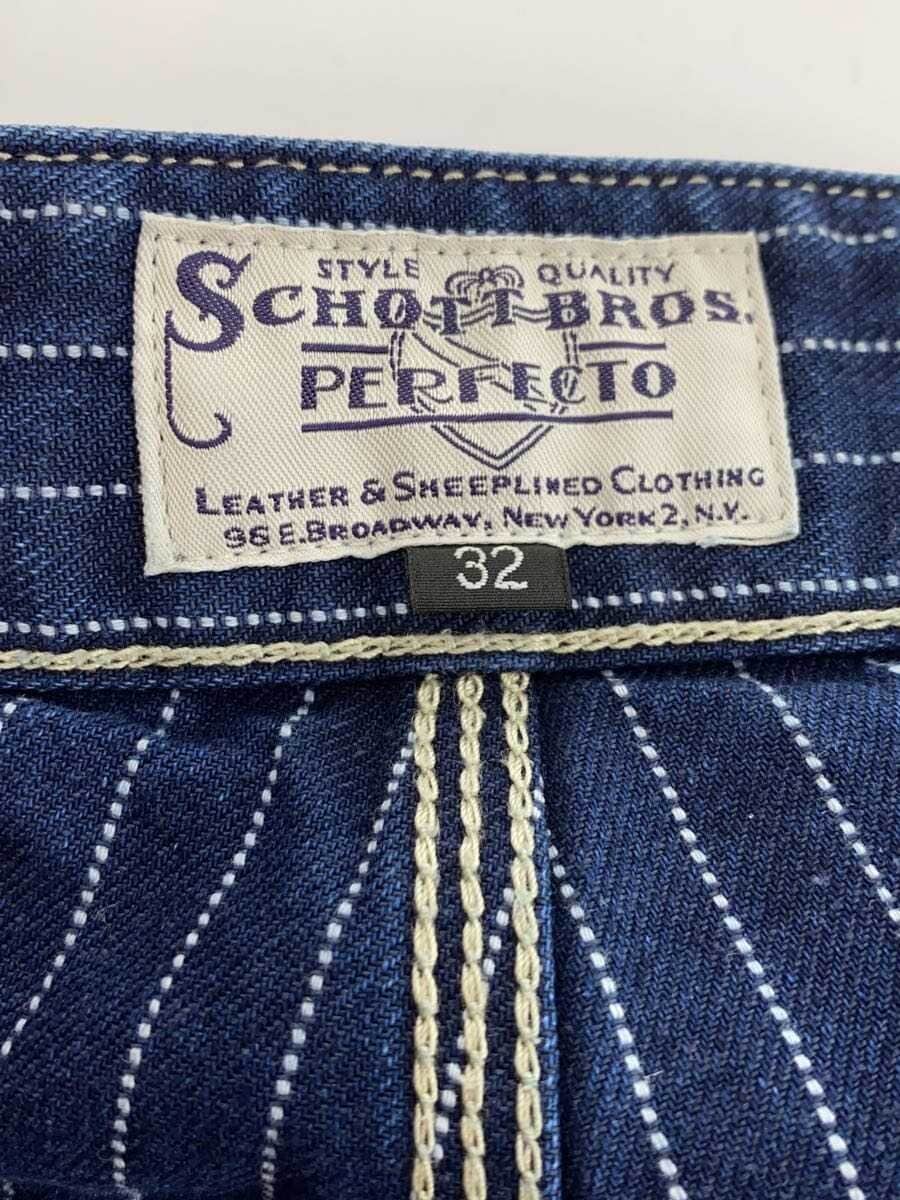 STYLE QUALITY
SCHOTT BROS.
PERFECTO
LEATHER & SHEEPLINED CLOTHING
96 E. BROADWAY, NEW YORK 2, N.Y.
32